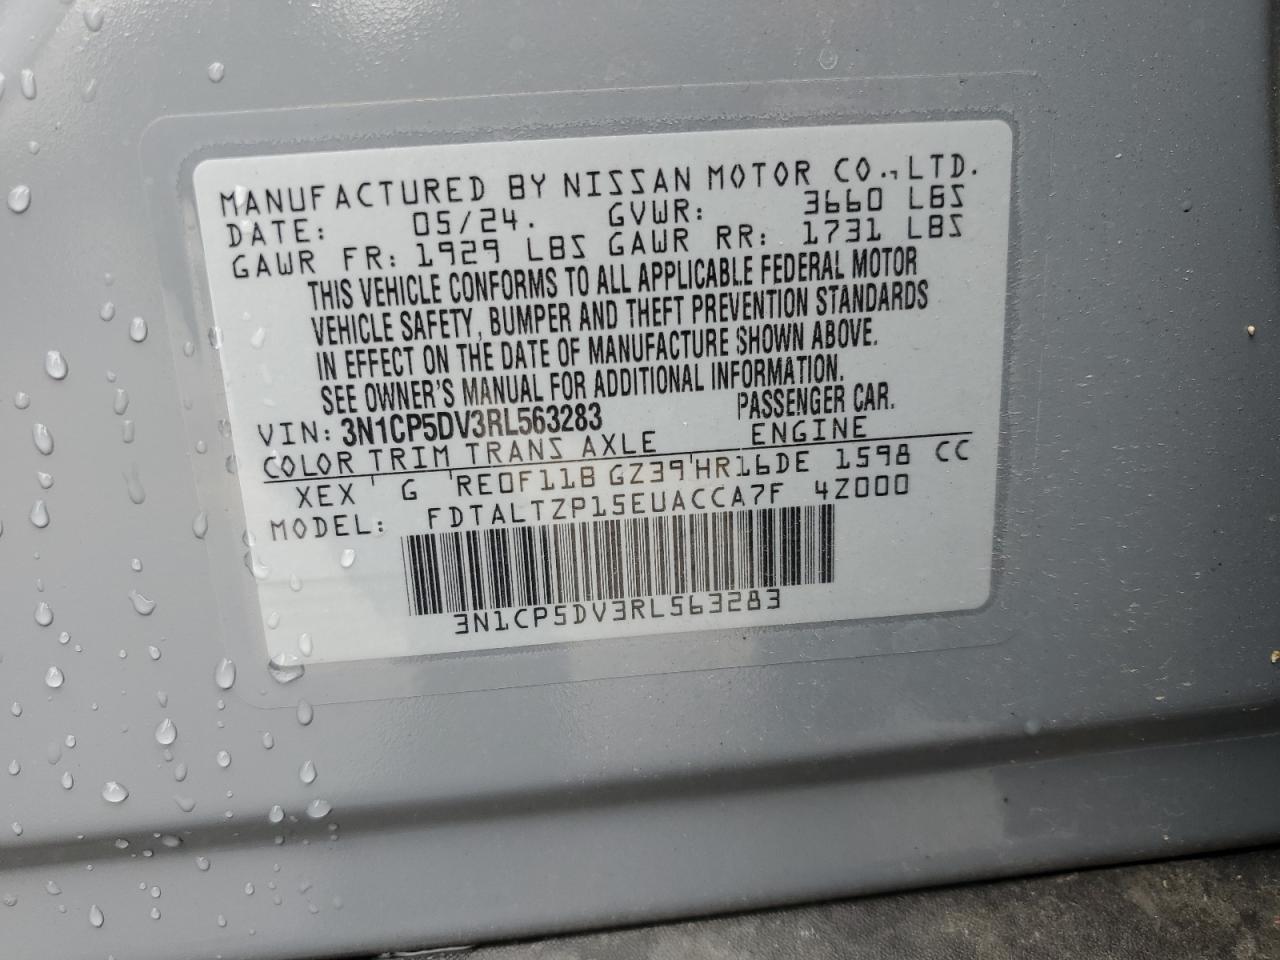 MANUFACTURED BY NISSAN MOTOR CO., LTD.
DATE: 05/24. GVWR: 3660 LBS
GAWR FR: 1929 LBS GAWR RR: 1731 LBS
THIS VEHICLE CONFORMS TO ALL APPLICABLE FEDERAL MOTOR
VEHICLE SAFETY, BUMPER AND THEFT PREVENTION STANDARDS
IN EFFECT ON THE DATE OF MANUFACTURE SHOWN ABOVE.
SEE OWNER'S MANUAL FOR ADDITIONAL INFORMATION.
VIN: 3N1CP5DV3RL563283 PASSENGER CAR.
COLOR TRIM TRANS AXLE ENGINE
XEX G RE0F11B GZ39 HR16DE 1598 CC
MODEL: FDTALTZP15EUACCA7F 4Z000
3N1CP5DV3RL563283